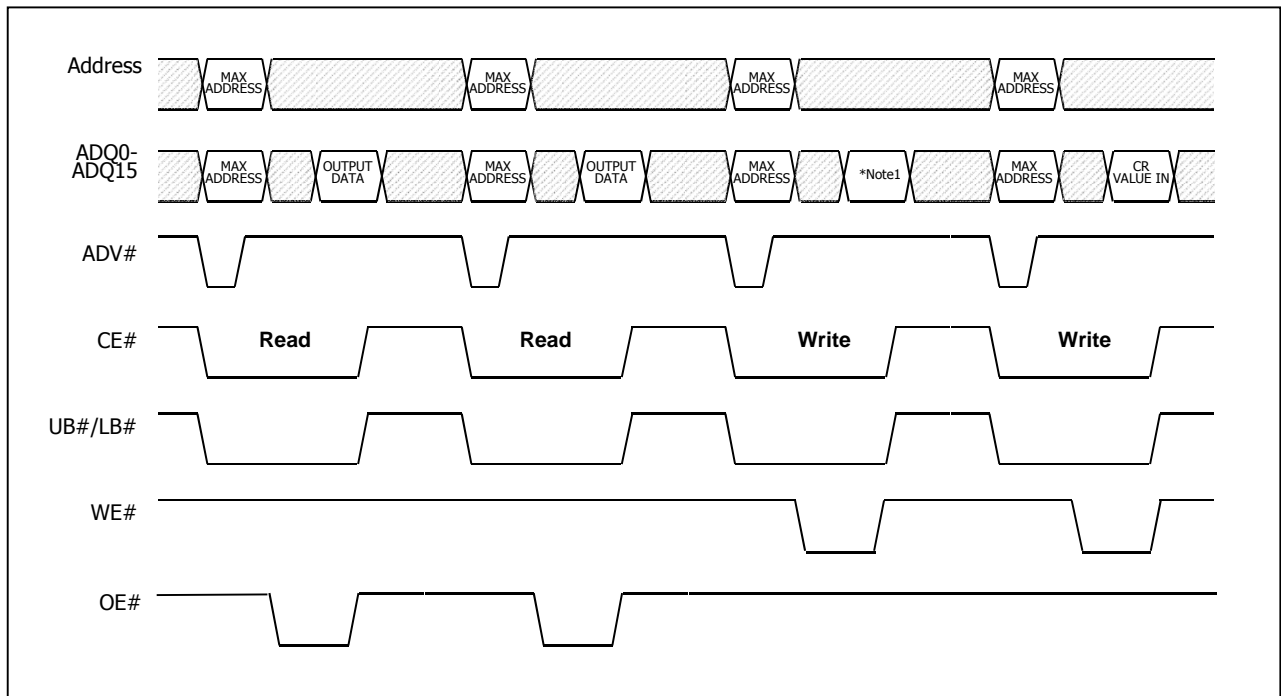 Address
MAX ADDRESS
MAX ADDRESS
MAX ADDRESS
MAX ADDRESS
ADQ0-
ADQ15
MAX ADDRESS
OUTPUT DATA
MAX ADDRESS
OUTPUT DATA
MAX ADDRESS
*Note1
MAX ADDRESS
CR VALUE IN
ADV#
CE#
Read
Read
Write
Write
UB#/LB#
WE#
OE#